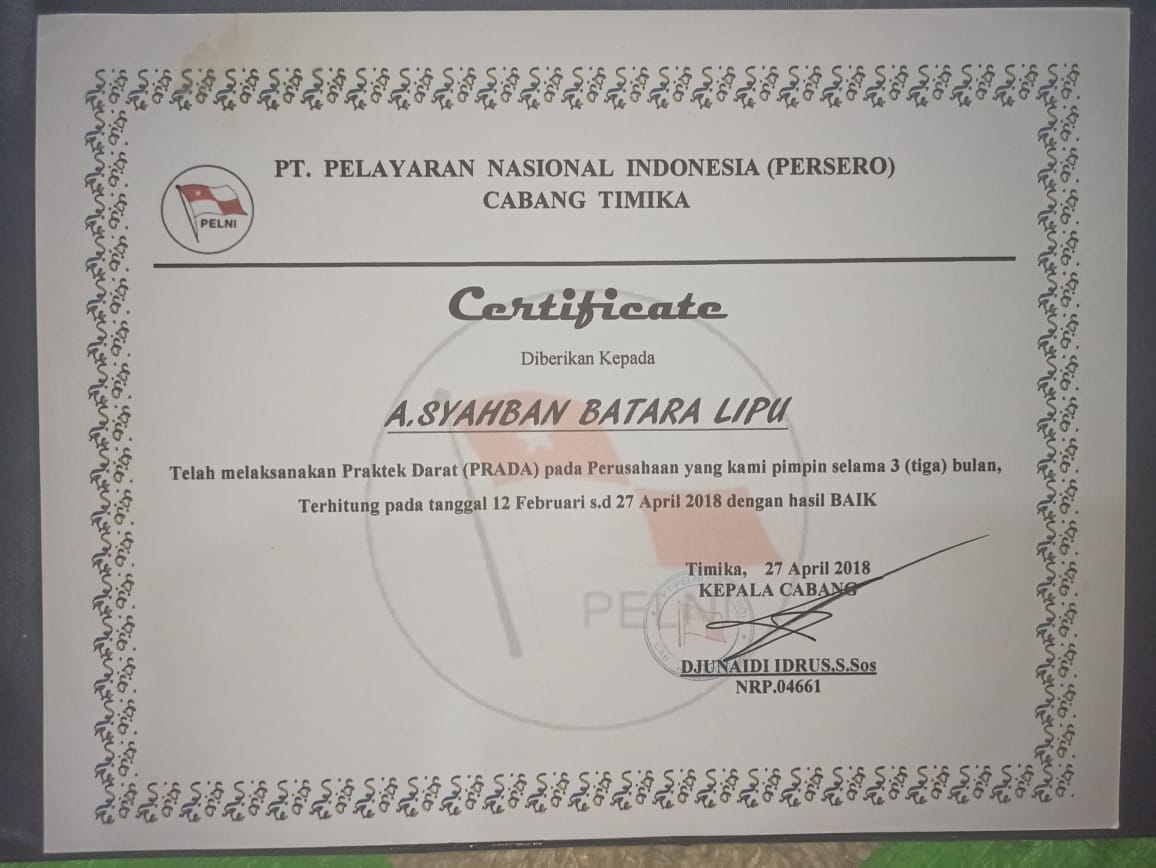 PT. PELAYARAN NASIONAL INDONESIA (PERSERO)
CABANG TIMIKA
PELNI
Certificate
Diberikan Kepada
A.SYAHBAN BATARA LIPU
Telah melaksanakan Praktek Darat (PRADA) pada Perusahaan yang kami pimpin selama 3 (tiga) bulan,
Terhitung pada tanggal 12 Februari s.d 27 April 2018 dengan hasil BAIK
Timika, 27 April 2018
KEPALA CABANG
PELNI
DJUNAIDI IDRUS,S.Sos
NRP.04661